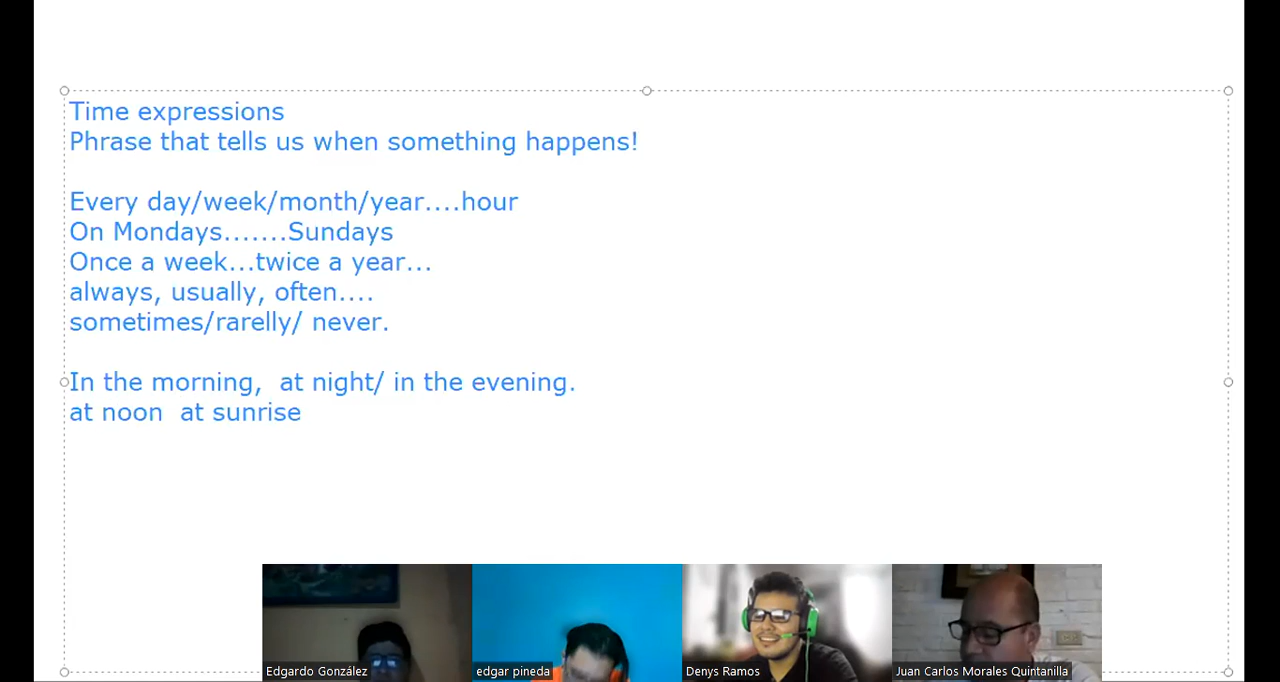 Time expressions
Phrase that tells us when something happens!
Every day/week/month/year....hour
On Mondays.......Sundays
Once a week...twice a year...
always, usually, often....
sometimes/rarelly/ never.
In the morning,  at night/ in the evening.
at noon  at sunrise
Edgardo González
edgar pineda
Denys Ramos
Juan Carlos Morales Quintanilla